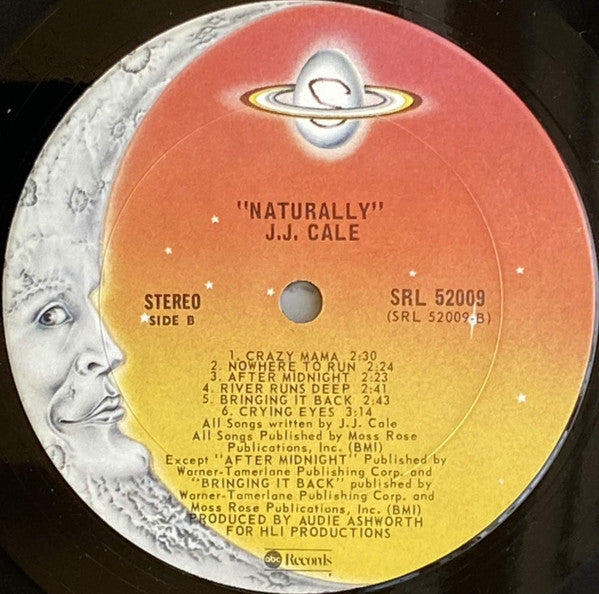 "NATURALLY"
J.J. CALE
STEREO
SIDE B
SRL 52009
(SRL 52009-B)
1. CRAZY MAMA 2:30
2. NOWHERE TO RUN 2:24
3. AFTER MIDNIGHT 2:23
4. RIVER RUNS DEEP 2:41
5. BRINGING IT BACK 2:43
6. CRYING EYES 3:14
All Songs written by J.J. Cale
All Songs Published by Moss Rose
Publications, Inc. (BMI)
Except "AFTER MIDNIGHT" Published by
Warner-Tamerlane Publishing Corp. and
"BRINGING IT BACK" published by
Warner-Tamerlane Publishing Corp. and
Moss Rose Publications, Inc. (BMI)
PRODUCED BY AUDIE ASHWORTH
FOR HLI PRODUCTIONS
abc Records